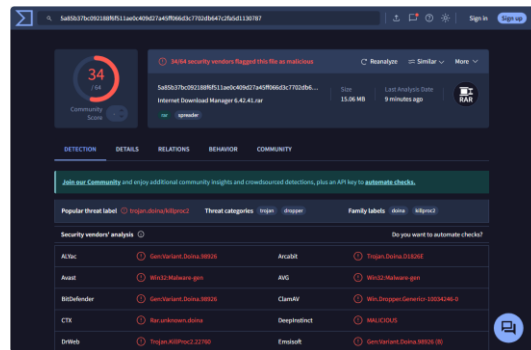 5a85b37bc092188f6f511ae0c409d27a45ff066d3c7702db647c2fa5d1130787
Sign in
Sign up
34
/ 64
Community
Score
34/64 security vendors flagged this file as malicious
Reanalyze
Similar
More
5a85b37bc092188f6f511ae0c409d27a45ff066d3c7702db6...
Internet Download Manager 6.42.41.rar
rar
spreader
Size
15.06 MB
Last Analysis Date
9 minutes ago
RAR
DETECTION
DETAILS
RELATIONS
BEHAVIOR
COMMUNITY
Join our Community and enjoy additional community insights and crowdsourced detections, plus an API key to automate checks.
Popular threat label trojan.doina/killproc2
Threat categories trojan dropper
Family labels doina killproc2
Security vendors' analysis
Do you want to automate checks?
ALYac Gen:Variant.Doina.98926
Arcabit Trojan.Doina.D1826E
Avast Win32:Malware-gen
AVG Win32:Malware-gen
BitDefender Gen:Variant.Doina.98926
ClamAV Win.Dropper.Generic-10034246-0
CTX Rar.unknown.doina
DeepInstinct MALICIOUS
DrWeb Trojan.KillProc2.22760
Emsisoft Gen:Variant.Doina.98926 (B)